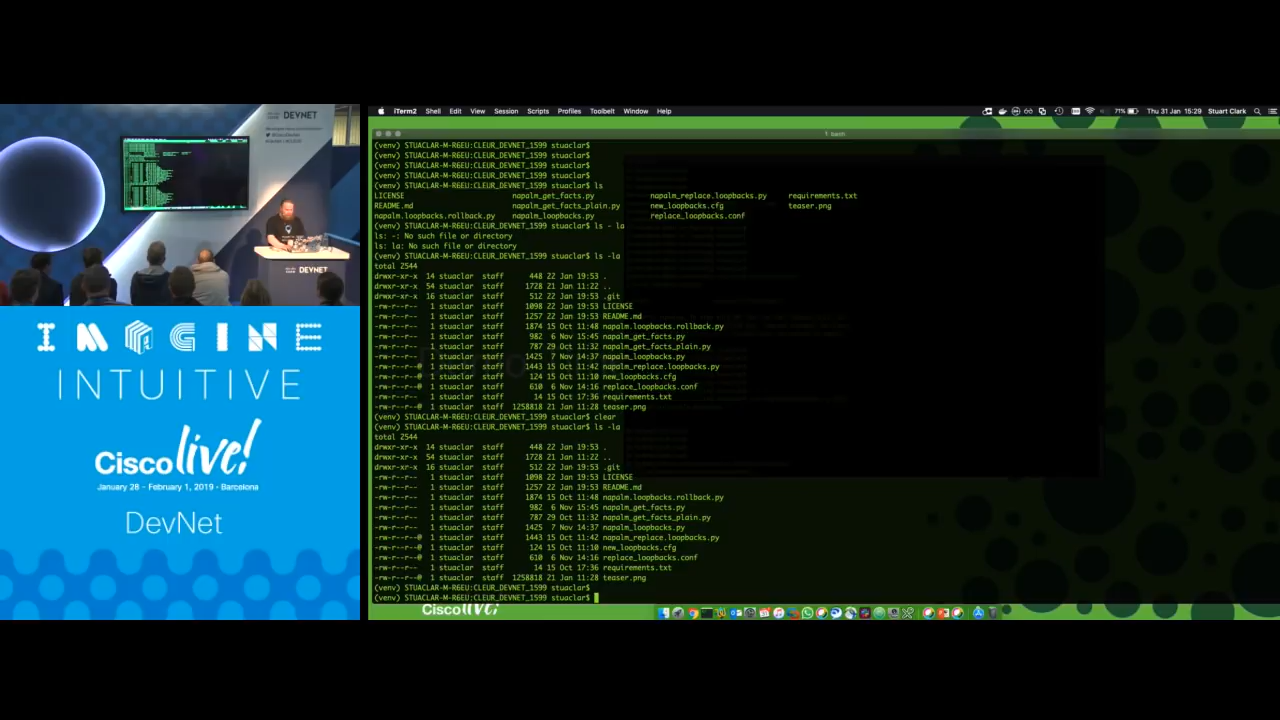 DEVNET
DEVNET
IMAGINE
INTUITIVE
Cisco live!
January 28 - February 1, 2019 - Barcelona
DevNet
iTerm2 Shell Edit View Session Scripts Profiles Toolbelt Window Help 71% Thu 31 Jan 15:29 Stuart Clark
1. bash
(venv) STUACLAR-M-R6EU:CLEUR_DEVNET_1599 stuaclar$
(venv) STUACLAR-M-R6EU:CLEUR_DEVNET_1599 stuaclar$
(venv) STUACLAR-M-R6EU:CLEUR_DEVNET_1599 stuaclar$
(venv) STUACLAR-M-R6EU:CLEUR_DEVNET_1599 stuaclar$
(venv) STUACLAR-M-R6EU:CLEUR_DEVNET_1599 stuaclar$ ls
LICENSE napalm_get_facts.py napalm_replace.loopbacks.py requirements.txt
README.md napalm_get_facts_plain.py new_loopbacks.cfg teaser.png
napalm.loopbacks.rollback.py napalm_loopbacks.py replace_loopbacks.conf
(venv) STUACLAR-M-R6EU:CLEUR_DEVNET_1599 stuaclar$ ls - la
ls: -: No such file or directory
ls: la: No such file or directory
(venv) STUACLAR-M-R6EU:CLEUR_DEVNET_1599 stuaclar$ ls -la
total 2544
drwxr-xr-x 14 stuaclar staff 448 22 Jan 19:53 .
drwxr-xr-x 54 stuaclar staff 1728 21 Jan 11:22 ..
drwxr-xr-x 16 stuaclar staff 512 22 Jan 19:53 .git
-rw-r--r-- 1 stuaclar staff 1098 22 Jan 19:53 LICENSE
-rw-r--r-- 1 stuaclar staff 1257 22 Jan 19:53 README.md
-rw-r--r-- 1 stuaclar staff 1874 15 Oct 11:48 napalm.loopbacks.rollback.py
-rw-r--r-- 1 stuaclar staff 982 6 Nov 15:45 napalm_get_facts.py
-rw-r--r-- 1 stuaclar staff 787 29 Oct 11:32 napalm_get_facts_plain.py
-rw-r--r-- 1 stuaclar staff 1425 7 Nov 14:37 napalm_loopbacks.py
-rw-r--r--@ 1 stuaclar staff 1443 15 Oct 11:42 napalm_replace.loopbacks.py
-rw-r--r--@ 1 stuaclar staff 124 15 Oct 11:10 new_loopbacks.cfg
-rw-r--r--@ 1 stuaclar staff 610 6 Nov 14:16 replace_loopbacks.conf
-rw-r--r-- 1 stuaclar staff 14 15 Oct 17:36 requirements.txt
-rw-r--r--@ 1 stuaclar staff 1258818 21 Jan 11:28 teaser.png
(venv) STUACLAR-M-R6EU:CLEUR_DEVNET_1599 stuaclar$ clear
(venv) STUACLAR-M-R6EU:CLEUR_DEVNET_1599 stuaclar$ ls -la
total 2544
drwxr-xr-x 14 stuaclar staff 448 22 Jan 19:53 .
drwxr-xr-x 54 stuaclar staff 1728 21 Jan 11:22 ..
drwxr-xr-x 16 stuaclar staff 512 22 Jan 19:53 .git
-rw-r--r-- 1 stuaclar staff 1098 22 Jan 19:53 LICENSE
-rw-r--r-- 1 stuaclar staff 1257 22 Jan 19:53 README.md
-rw-r--r-- 1 stuaclar staff 1874 15 Oct 11:48 napalm.loopbacks.rollback.py
-rw-r--r-- 1 stuaclar staff 982 6 Nov 15:45 napalm_get_facts.py
-rw-r--r-- 1 stuaclar staff 787 29 Oct 11:32 napalm_get_facts_plain.py
-rw-r--r-- 1 stuaclar staff 1425 7 Nov 14:37 napalm_loopbacks.py
-rw-r--r--@ 1 stuaclar staff 1443 15 Oct 11:42 napalm_replace.loopbacks.py
-rw-r--r--@ 1 stuaclar staff 124 15 Oct 11:10 new_loopbacks.cfg
-rw-r--r--@ 1 stuaclar staff 610 6 Nov 14:16 replace_loopbacks.conf
-rw-r--r-- 1 stuaclar staff 14 15 Oct 17:36 requirements.txt
-rw-r--r--@ 1 stuaclar staff 1258818 21 Jan 11:28 teaser.png
(venv) STUACLAR-M-R6EU:CLEUR_DEVNET_1599 stuaclar$
(venv) STUACLAR-M-R6EU:CLEUR_DEVNET_1599 stuaclar$
Cisco live!